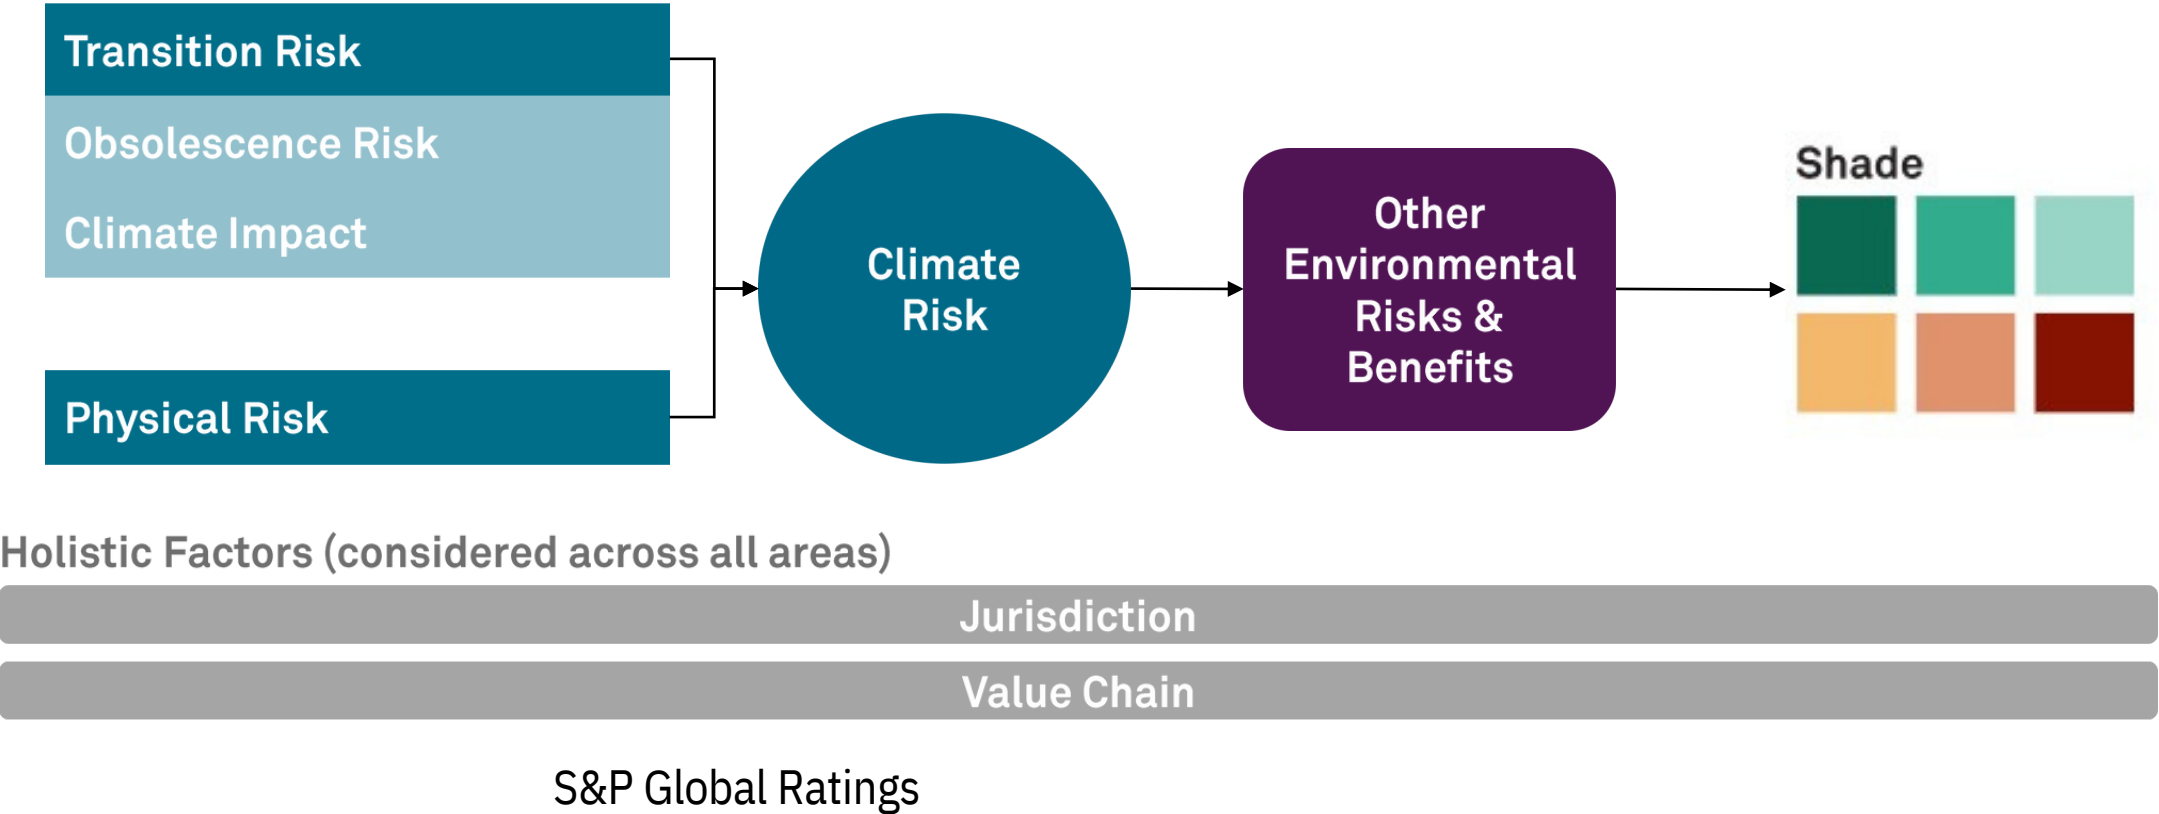 Transition Risk
Obsolescence Risk
Climate Impact
Physical Risk
Climate
Risk
Other
Environmental
Risks &
Benefits
Shade
Holistic Factors (considered across all areas)
Jurisdiction
Value Chain
S&P Global Ratings